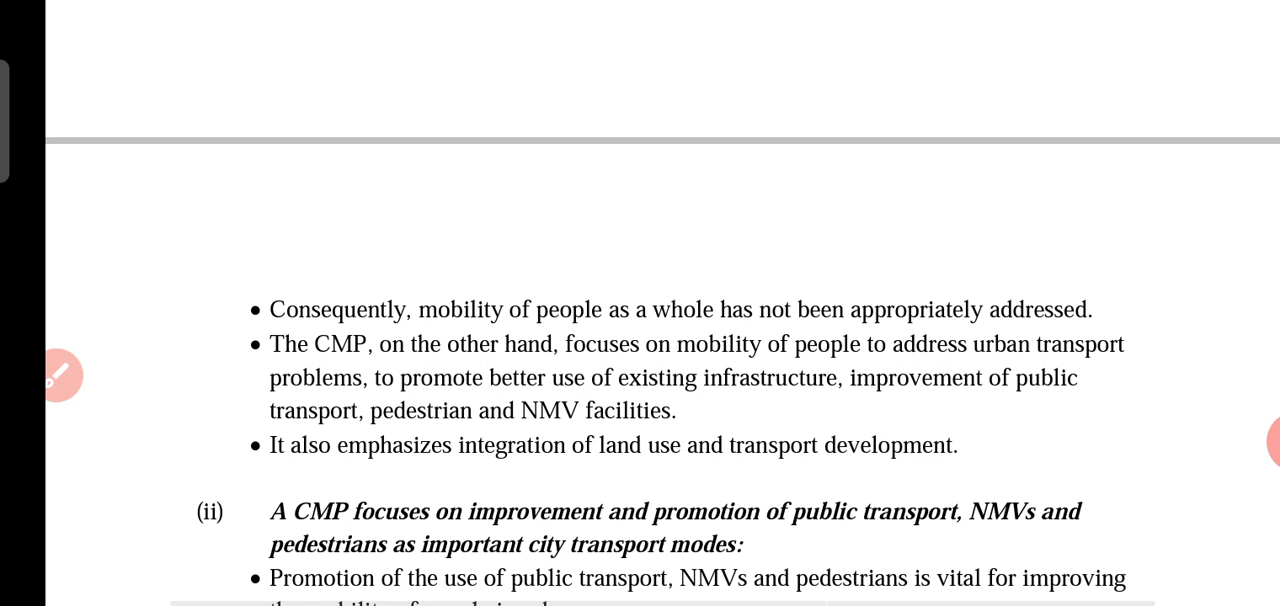 • Consequently, mobility of people as a whole has not been appropriately addressed.
• The CMP, on the other hand, focuses on mobility of people to address urban transport
problems, to promote better use of existing infrastructure, improvement of public
transport, pedestrian and NMV facilities.
• It also emphasizes integration of land use and transport development.
(ii) A CMP focuses on improvement and promotion of public transport, NMVs and
pedestrians as important city transport modes:
• Promotion of the use of public transport, NMVs and pedestrians is vital for improving